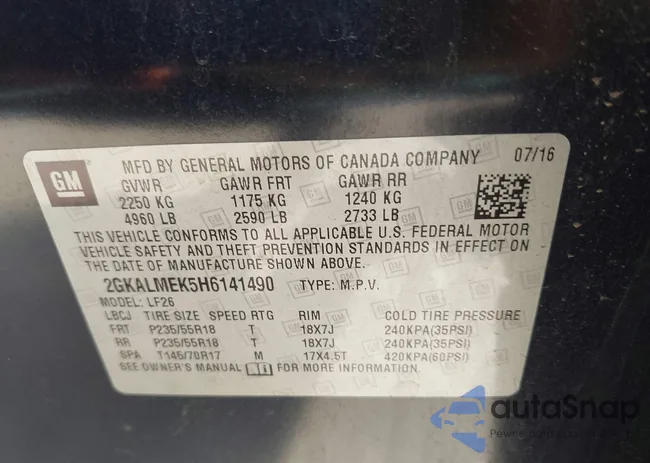 GM
MFD BY GENERAL MOTORS OF CANADA COMPANY 07/16
GVWR GAWR FRT GAWR RR
2250 KG 1175 KG 1240 KG
4960 LB 2590 LB 2733 LB
THIS VEHICLE CONFORMS TO ALL APPLICABLE U.S. FEDERAL MOTOR
VEHICLE SAFETY AND THEFT PREVENTION STANDARDS IN EFFECT ON
THE DATE OF MANUFACTURE SHOWN ABOVE.
2GKALMEK5H6141490 TYPE: M.P.V.
MODEL: LF26
LBCJ TIRE SIZE SPEED RTG RIM COLD TIRE PRESSURE
FRT P235/55R18 T 18X7J 240KPA(35PSI)
RR P235/55R18 T 18X7J 240KPA(35PSI)
SPA T145/70R17 M 17X4.5T 420KPA(60PSI)
SEE OWNER'S MANUAL FOR MORE INFORMATION.
autaSnap